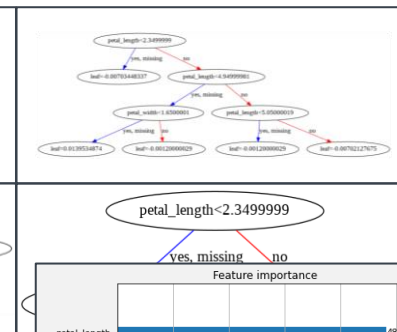 petal_length<2.3499999
yes, missing no
leaf=-0.00703448337 petal_length<4.94999981
yes, missing no
petal_width<1.6500001 petal_length<5.05000019
yes, missing no yes, missing no
leaf=0.0139534874 leaf=-0.00120000029 leaf=-0.00120000029 leaf=-0.00702127675
petal_length<2.3499999
yes, missing no
Feature importance